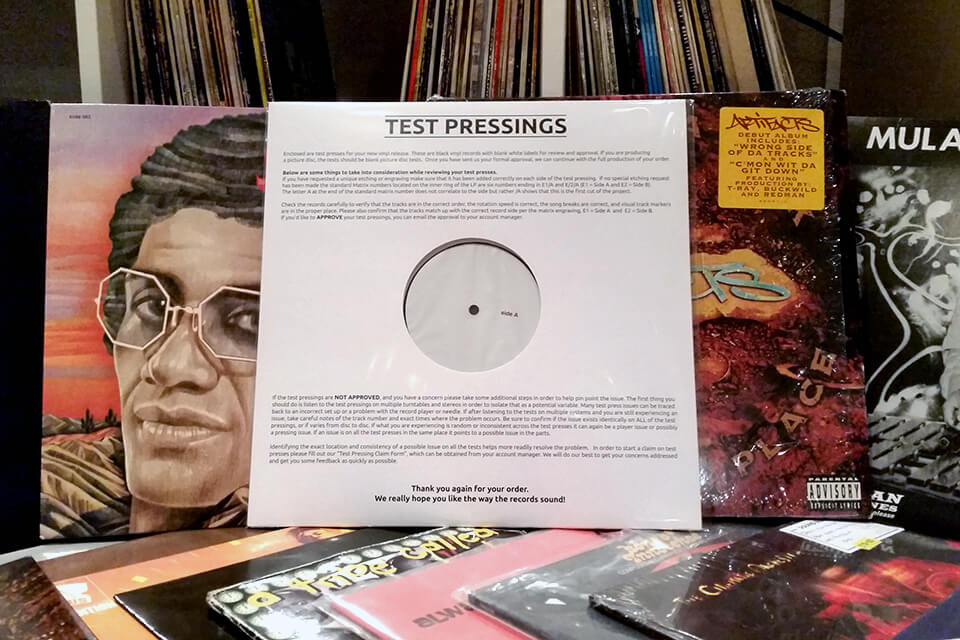 TEST PRESSINGS
Enclosed are test pressings for your new vinyl release. These are black vinyl records with blank white labels for review and approval. If you are producing
a picture disc, the tests should be blank picture disc tests. Once you have sent us your formal approval, we can continue with the full production of your order.
Below are some things to take into consideration while reviewing your test presses.
If you have requested a unique etching or engraving make sure that it has been added correctly on each side of the test pressing. If no special etching request
has been made the standard Matrix numbers located on the inner ring of the LP are six numbers ending in E1/A and E/2/A (E1 = Side A and E2 = Side B).
The letter A at the end of the standard matrix number does not correlate to the side but rather /A shows that this is the first cut of the project.
Check the records carefully to verify that the tracks are in the correct order, the rotation speed is correct, the song breaks are correct, and visual track markers
are in the proper place. Please also confirm that the tracks match up with the correct record side per the matrix engraving, E1 = Side A and E2 = Side B.
If you'd like to APPROVE your test pressings, you can email the approval to your account manager.
side A
If the test pressings are NOT APPROVED, and you have a concern please take some additional steps in order to help pin point the issue. The first thing you
should do is listen to the test pressings on multiple turntables and stereos in order to isolate that as a potential variable. Many test press issues can be traced
back to an incorrect set up or a problem with the record player or needle. If after listening to the tests on multiple systems and you are still experiencing an
issue, take careful notes of the track number and exact times where the problem occurs. Be sure to confirm if the issue exists identically on ALL of the test
pressings, or if it varies from disc to disc. If what you are experiencing is random or inconsistent across the test presses it can again be a player issue or possibly
a pressing issue. If an issue is on all the test presses in the same place it points to a possible issue in the parts.
Identifying the exact location and consistency of a possible issue on all the tests helps more readily resolve the problem. In order to start a claim on test
presses please fill out our "Test Pressing Claim Form", which can be obtained from your account manager. We will do our best to get your concerns addressed
and get you some feedback as quickly as possible.
Thank you again for your order.
We really hope you like the way the records sound!
ARTIFACTS
DEBUT ALBUM
INCLUDES:
"WRONG SIDE
OF DA TRACKS"
AND
"C'MON WIT DA
GIT DOWN"
FEATURING
PRODUCTION BY
T-RAY, BUCKWILD
AND REDMAN
PLACE
PARENTAL
ADVISORY
EXPLICIT LYRICS
MULA
AN
NES
please
a tribe called